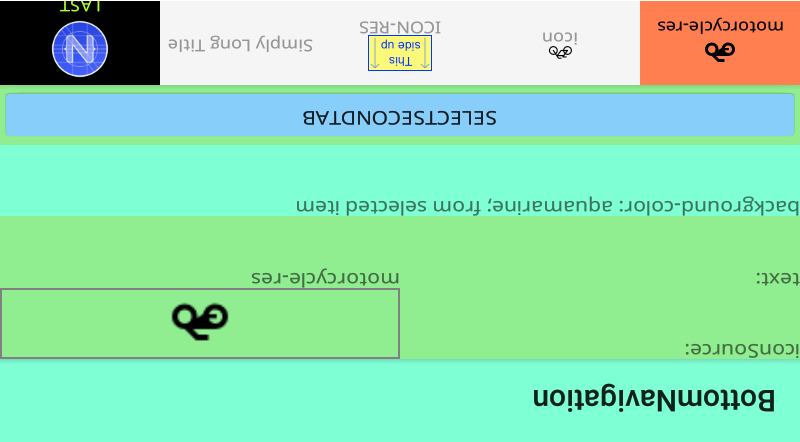 BottomNavigation
iconSource:
text: motorcycle-res
background-color: aquamarine; from selected item
SELECTSECONDTAB
motorcycle-res
icon
This
side up
ICON-RES
Simply Long Title
N
LAST